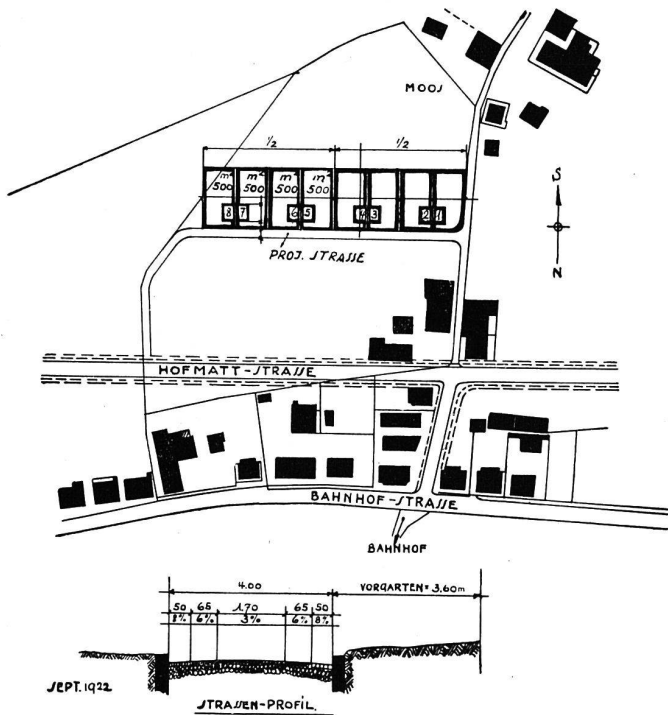 MOOS
½ ½
m² 500 m² 500 m² 500 m² 500
8 7 6 5 4 3 2 1
S
N
PROJ. STRASSE
HOFMATT-STRASSE
BAHNHOF-STRASSE
BAHNHOF
4.00 VORGARTEN = 3.60m
50 65 1.70 65 50
8% 6% 3% 6% 8%
SEPT. 1922
STRASSEN-PROFIL.